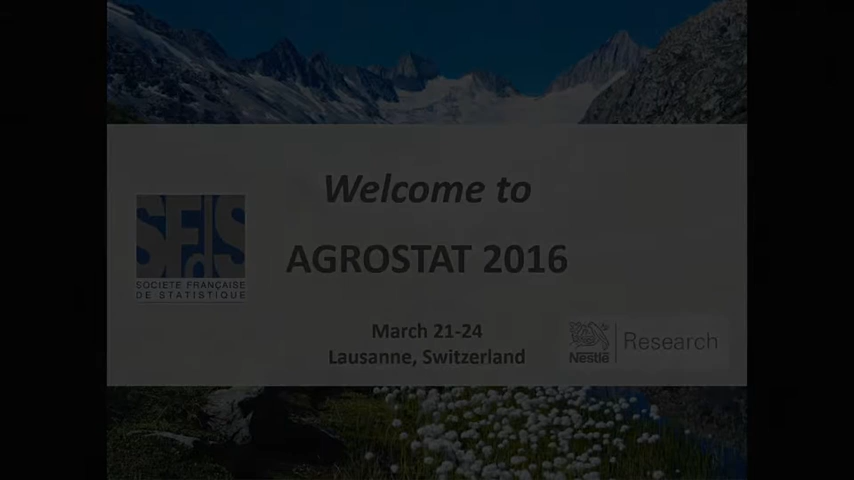 Welcome to
AGROSTAT 2016
SFdS
SOCIETE FRANÇAISE
DE STATISTIQUE
March 21-24
Lausanne, Switzerland
Nestlé
Research